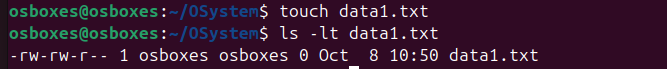 osboxes@osboxes:~/OSystem$ touch data1.txt
osboxes@osboxes:~/OSystem$ ls -lt data1.txt
-rw-rw-r-- 1 osboxes osboxes 0 Oct  8 10:50 data1.txt